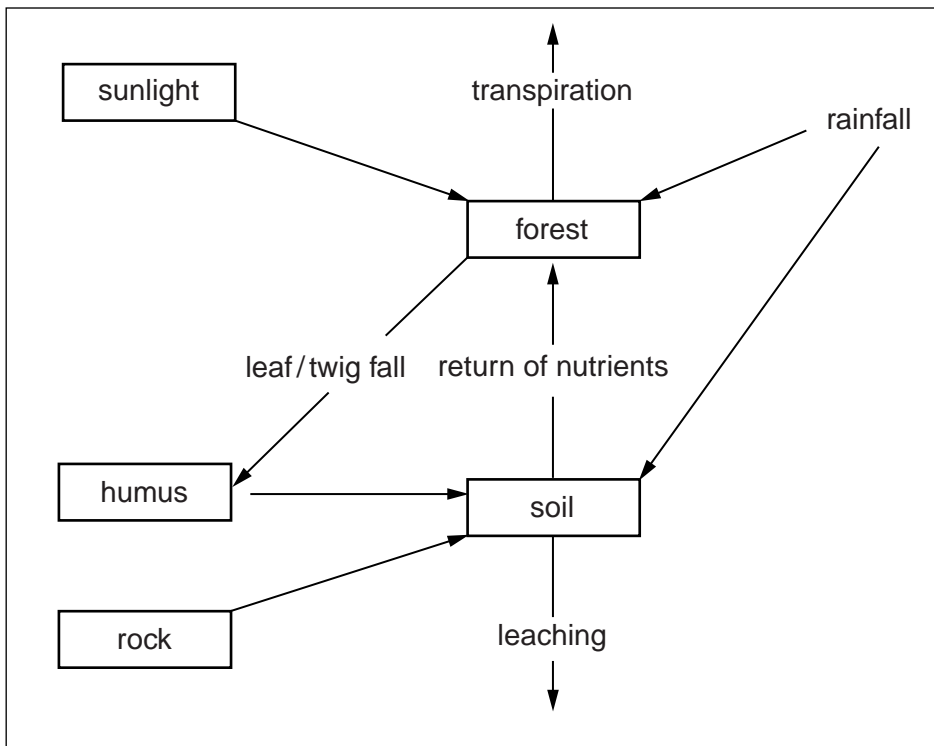 sunlight
transpiration
rainfall
forest
leaf / twig fall
return of nutrients
humus
soil
rock
leaching